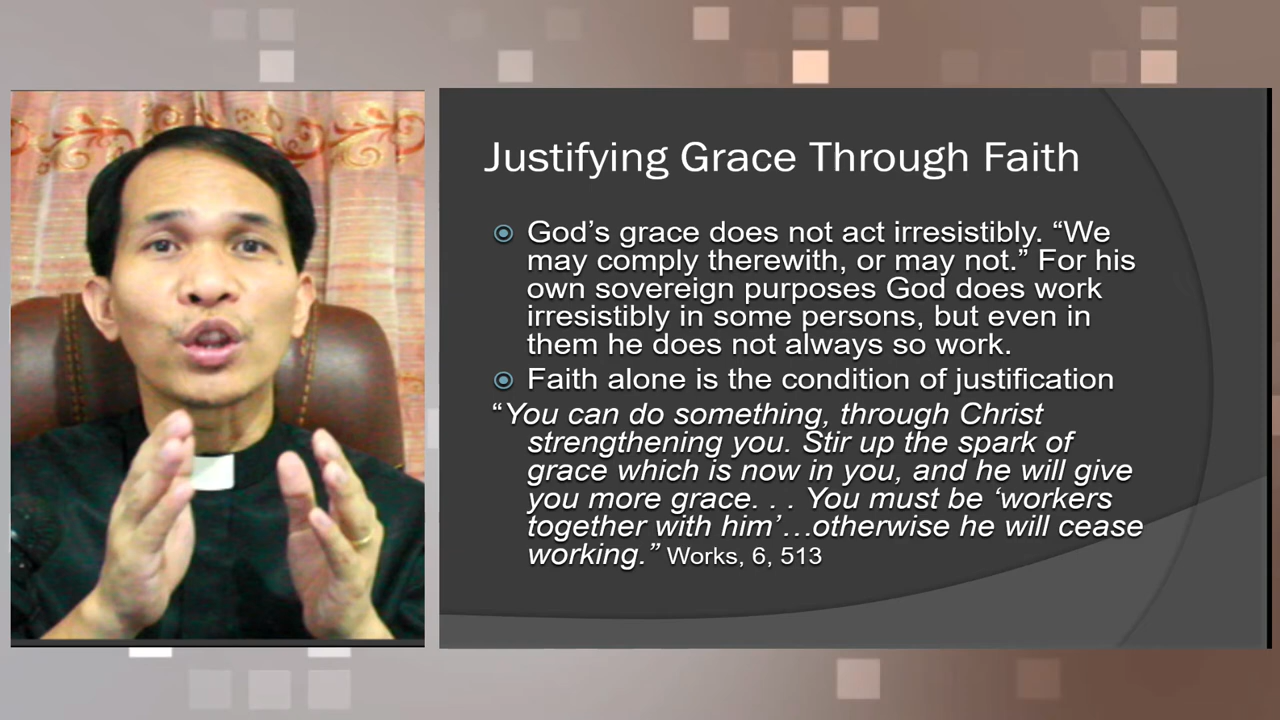 Justifying Grace Through Faith
God’s grace does not act irresistibly. “We
may comply therewith, or may not.” For his
own sovereign purposes God does work
irresistibly in some persons, but even in
them he does not always so work.
Faith alone is the condition of justification
“You can do something, through Christ
strengthening you. Stir up the spark of
grace which is now in you, and he will give
you more grace. . . You must be ‘workers
together with him’…otherwise he will cease
working.” Works, 6, 513